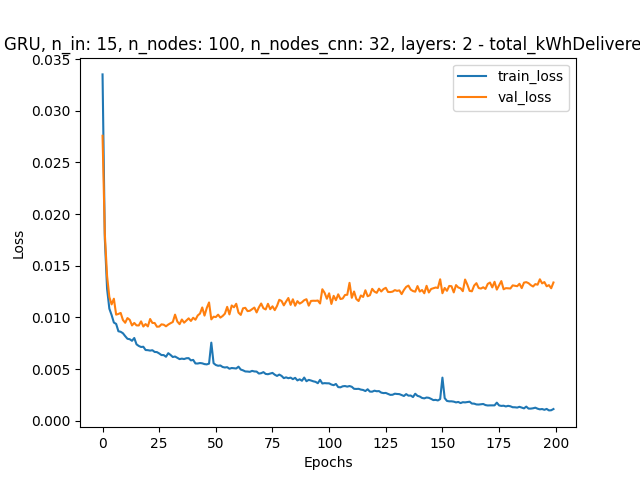 GRU, n_in: 15, n_nodes: 100, n_nodes_cnn: 32, layers: 2 - total_kWhDelivere
0.035
0.030
0.025
0.020
0.015
0.010
0.005
0.000
Loss
train_loss
val_loss
0 25 50 75 100 125 150 175 200
Epochs